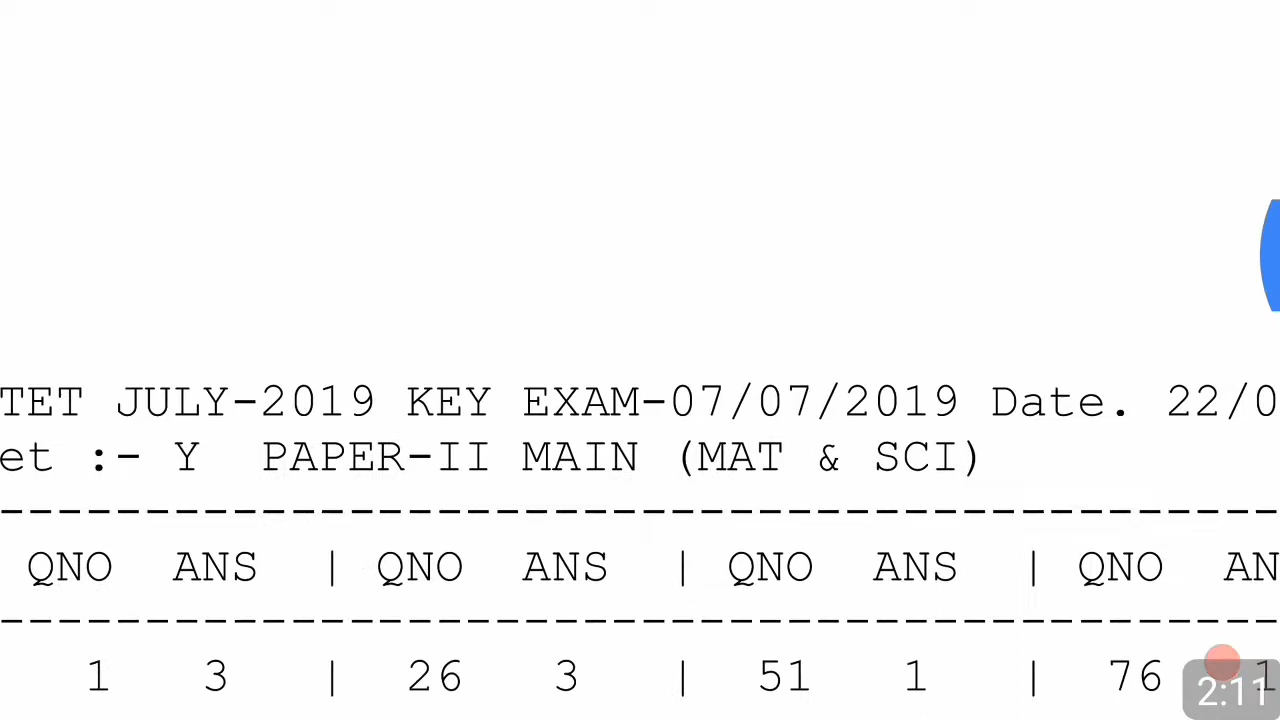 TET JULY-2019 KEY EXAM-07/07/2019 Date. 22/0
et :- Y PAPER-II MAIN (MAT & SCI)
--------------------------------------------
QNO ANS | QNO ANS | QNO ANS | QNO AN
--------------------------------------------
1 3 | 26 3 | 51 1 | 76 1
2:11